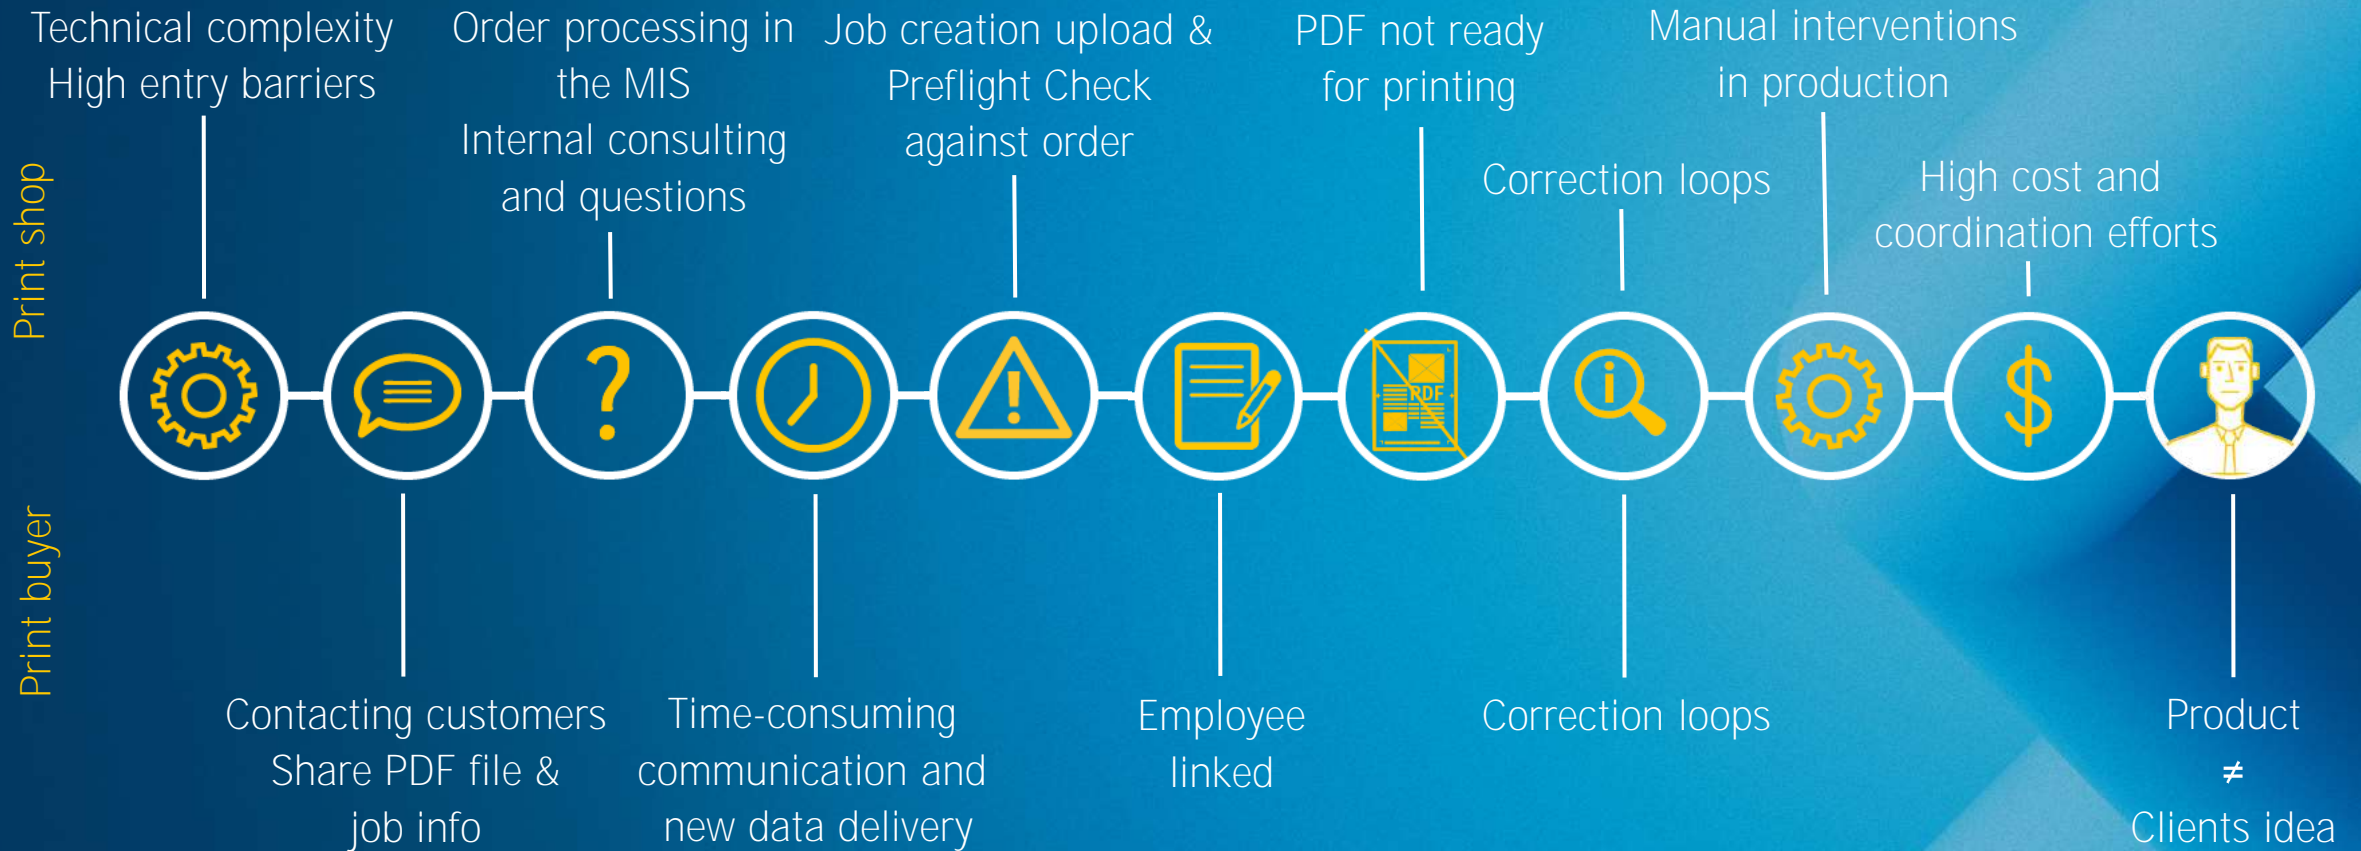 Technical complexity
High entry barriers
Order processing in
the MIS
Internal consulting
and questions
Job creation upload &
Preflight Check
against order
PDF not ready
for printing
Correction loops
Manual interventions
in production
High cost and
coordination efforts
Print shop
?
!
PDF
i
$
Print buyer
Contacting customers
Share PDF file &
job info
Time-consuming
communication and
new data delivery
Employee
linked
Correction loops
Product
≠
Clients idea